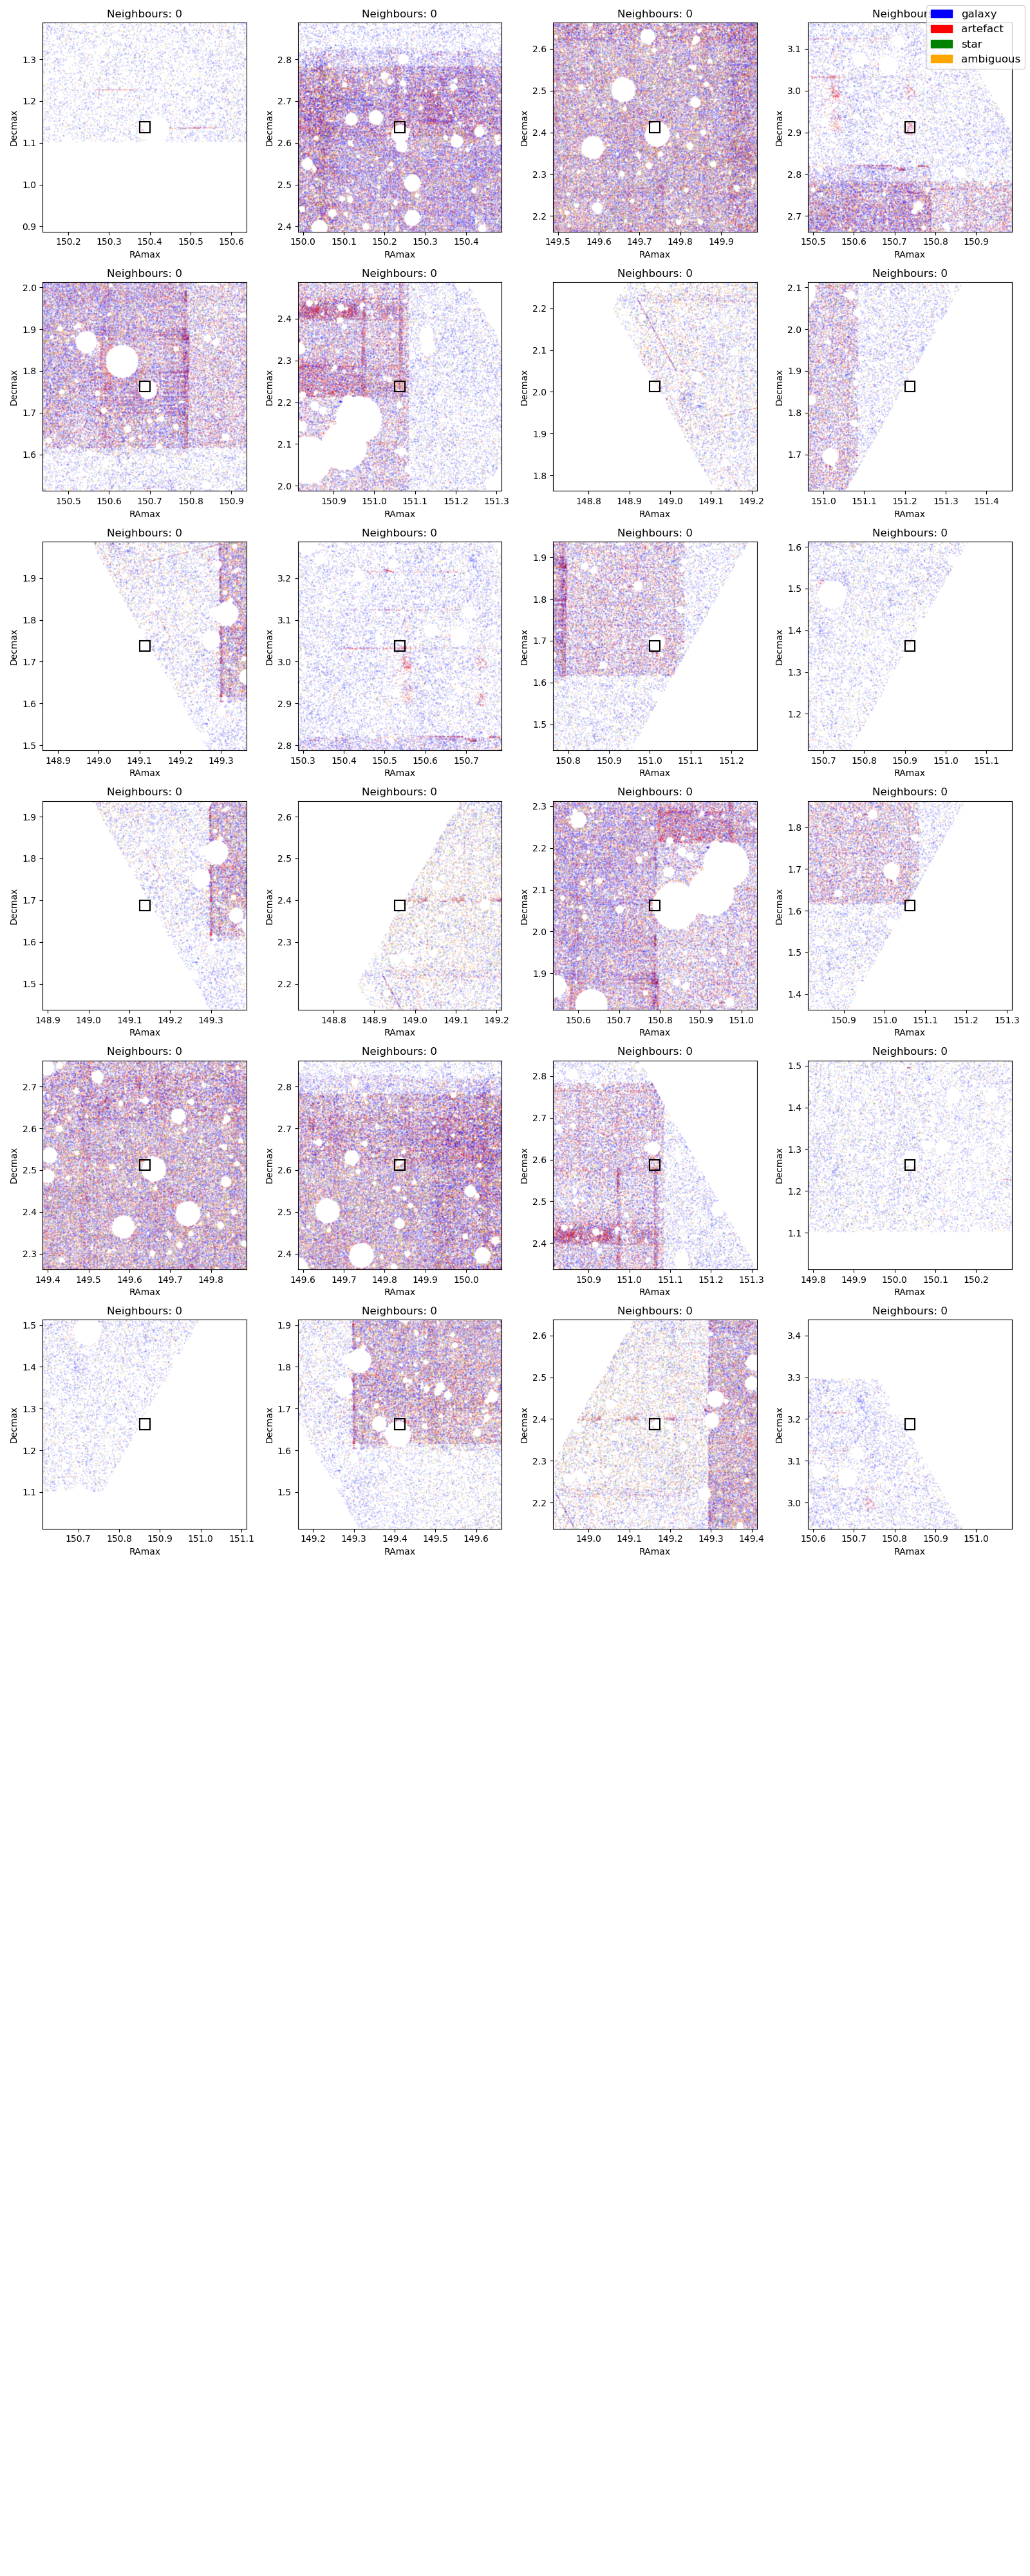 Neighbours: 0
1.3
1.2
1.1
1.0
0.9
Decmax
150.2 150.3 150.4 150.5 150.6
RAmax
Neighbours: 0
2.8
2.7
2.6
2.5
2.4
Decmax
150.0 150.1 150.2 150.3 150.4
RAmax
Neighbours: 0
2.6
2.5
2.4
2.3
2.2
Decmax
149.5 149.6 149.7 149.8 149.9
RAmax
Neighbour
galaxy
artefact
star
ambiguous
3.1
3.0
2.9
2.8
2.7
Decmax
150.5 150.6 150.7 150.8 150.9
RAmax
Neighbours: 0
2.0
1.9
1.8
1.7
1.6
Decmax
150.5 150.6 150.7 150.8 150.9
RAmax
Neighbours: 0
2.4
2.3
2.2
2.1
2.0
Decmax
150.9 151.0 151.1 151.2 151.3
RAmax
Neighbours: 0
2.2
2.1
2.0
1.9
1.8
Decmax
148.8 148.9 149.0 149.1 149.2
RAmax
Neighbours: 0
2.1
2.0
1.9
1.8
1.7
Decmax
151.0 151.1 151.2 151.3 151.4
RAmax
Neighbours: 0
1.9
1.8
1.7
1.6
1.5
Decmax
148.9 149.0 149.1 149.2 149.3
RAmax
Neighbours: 0
3.2
3.1
3.0
2.9
2.8
Decmax
150.3 150.4 150.5 150.6 150.7
RAmax
Neighbours: 0
1.9
1.8
1.7
1.6
1.5
Decmax
150.8 150.9 151.0 151.1 151.2
RAmax
Neighbours: 0
1.6
1.5
1.4
1.3
1.2
Decmax
150.7 150.8 150.9 151.0 151.1
RAmax
Neighbours: 0
1.9
1.8
1.7
1.6
1.5
Decmax
148.9 149.0 149.1 149.2 149.3
RAmax
Neighbours: 0
2.6
2.5
2.4
2.3
2.2
Decmax
148.8 148.9 149.0 149.1 149.2
RAmax
Neighbours: 0
2.3
2.2
2.1
2.0
1.9
Decmax
150.6 150.7 150.8 150.9 151.0
RAmax
Neighbours: 0
1.8
1.7
1.6
1.5
1.4
Decmax
150.9 151.0 151.1 151.2 151.3
RAmax
Neighbours: 0
2.7
2.6
2.5
2.4
2.3
Decmax
149.4 149.5 149.6 149.7 149.8
RAmax
Neighbours: 0
2.8
2.7
2.6
2.5
2.4
Decmax
149.6 149.7 149.8 149.9 150.0
RAmax
Neighbours: 0
2.8
2.7
2.6
2.5
2.4
Decmax
150.9 151.0 151.1 151.2 151.3
RAmax
Neighbours: 0
1.5
1.4
1.3
1.2
1.1
Decmax
149.8 149.9 150.0 150.1 150.2
RAmax
Neighbours: 0
1.5
1.4
1.3
1.2
1.1
Decmax
150.7 150.8 150.9 151.0 151.1
RAmax
Neighbours: 0
1.9
1.8
1.7
1.6
1.5
Decmax
149.2 149.3 149.4 149.5 149.6
RAmax
Neighbours: 0
2.6
2.5
2.4
2.3
2.2
Decmax
149.0 149.1 149.2 149.3 149.4
RAmax
Neighbours: 0
3.4
3.3
3.2
3.1
3.0
Decmax
150.6 150.7 150.8 150.9 151.0
RAmax